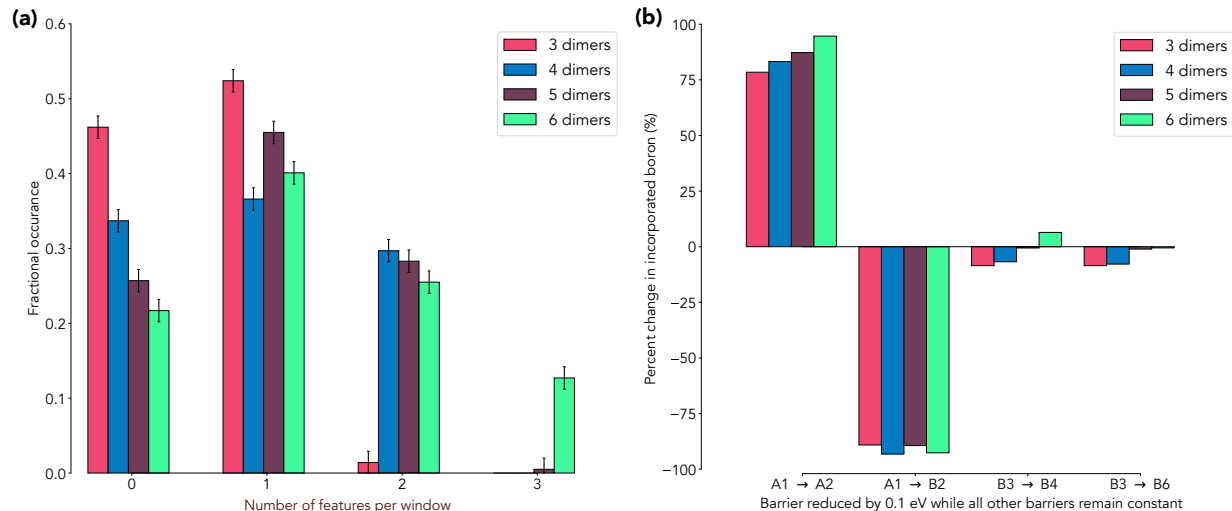 (a)
0.6
0.5
0.4
0.3
0.2
0.1
0.0
Fractional occurance
3 dimers
4 dimers
5 dimers
6 dimers
0 1 2 3
Number of features per window
(b)
100
75
50
25
0
−25
−50
−75
−100
Percent change in incorporated boron (%)
3 dimers
4 dimers
5 dimers
6 dimers
A1 → A2 A1 → B2 B3 → B4 B3 → B6
Barrier reduced by 0.1 eV while all other barriers remain constant